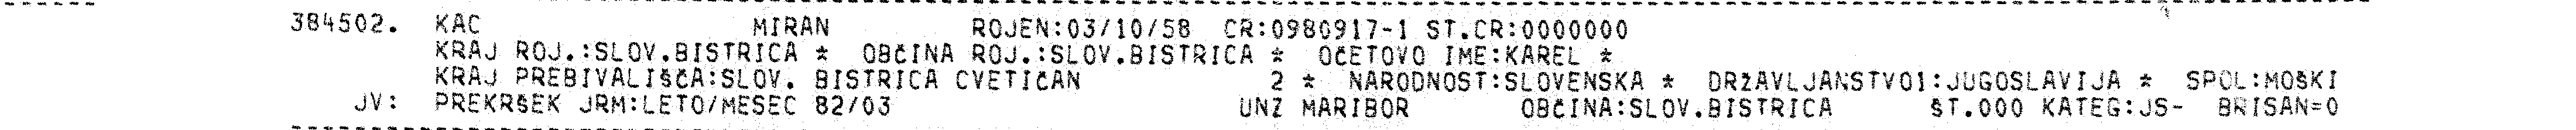 384502. KAC MIRAN ROJEN:03/10/58 CR:0980917-1 ST.CR:0000000
KRAJ ROJ.:SLOV.BISTRICA * OBČINA ROJ.:SLOV.BISTRICA * OČETOVO IME:KAREL *
KRAJ PREBIVALIŠČA:SLOV. BISTRICA CVETIČAN 2 * NARODNOST:SLOVENSKA * DRŽAVLJANSTVO1:JUGOSLAVIJA * SPOL:MOŠKI
JV: PREKRŠEK JRM:LETO/MESEC 82/03 UNZ MARIBOR OBČINA:SLOV.BISTRICA ŠT.000 KATEG:JS- BRISAN=0